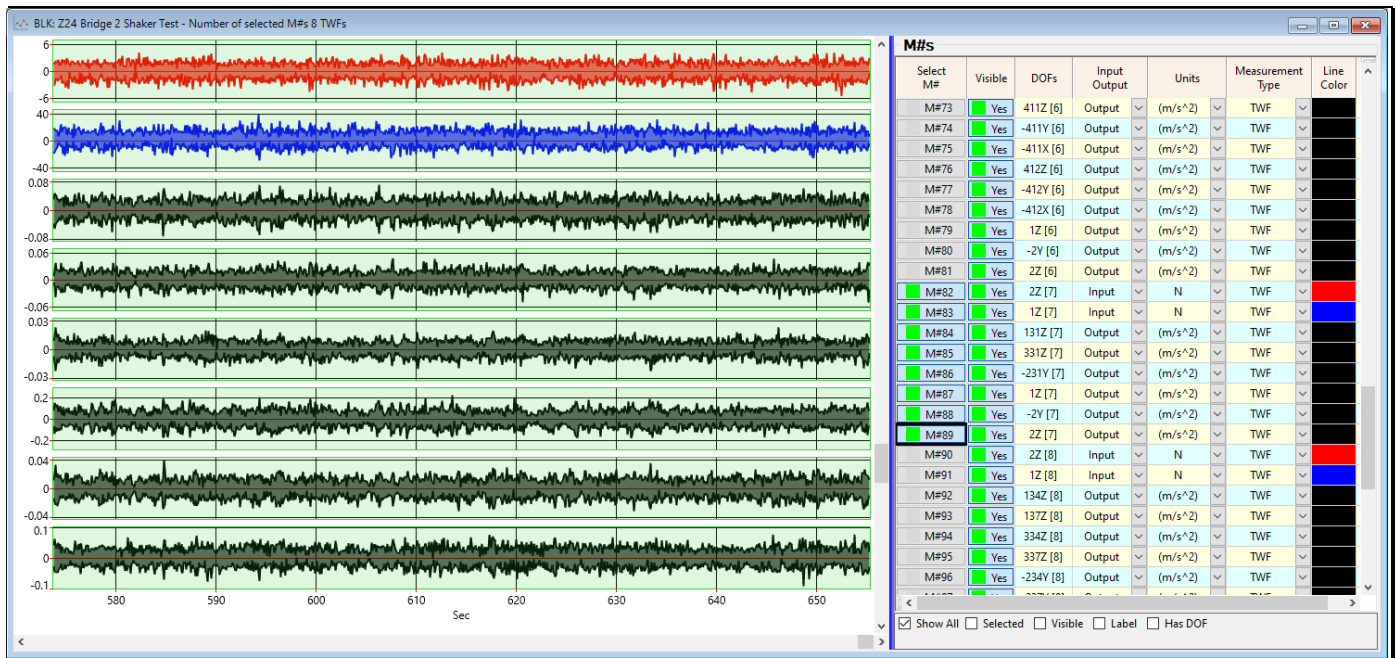 BLK: Z24 Bridge 2 Shaker Test - Number of selected M#s 8 TWFs
6
0
-6
40
0
-40
0.08
0
-0.08
0.06
0
-0.06
0.03
0
-0.03
0.2
0
-0.2
0.04
0
-0.04
0.1
0
-0.1
580 590 600 610 620 630 640 650
Sec
M#s
Select M# Visible DOFs Input Output Units Measurement Type Line Color
M#73 Yes 411Z [6] Output (m/s^2) TWF
M#74 Yes -411Y [6] Output (m/s^2) TWF
M#75 Yes -411X [6] Output (m/s^2) TWF
M#76 Yes 412Z [6] Output (m/s^2) TWF
M#77 Yes -412Y [6] Output (m/s^2) TWF
M#78 Yes -412X [6] Output (m/s^2) TWF
M#79 Yes 1Z [6] Output (m/s^2) TWF
M#80 Yes -2Y [6] Output (m/s^2) TWF
M#81 Yes 2Z [6] Output (m/s^2) TWF
M#82 Yes 2Z [7] Input N TWF
M#83 Yes 1Z [7] Input N TWF
M#84 Yes 131Z [7] Output (m/s^2) TWF
M#85 Yes 331Z [7] Output (m/s^2) TWF
M#86 Yes -231Y [7] Output (m/s^2) TWF
M#87 Yes 1Z [7] Output (m/s^2) TWF
M#88 Yes -2Y [7] Output (m/s^2) TWF
M#89 Yes 2Z [7] Output (m/s^2) TWF
M#90 Yes 2Z [8] Input N TWF
M#91 Yes 1Z [8] Input N TWF
M#92 Yes 134Z [8] Output (m/s^2) TWF
M#93 Yes 137Z [8] Output (m/s^2) TWF
M#94 Yes 334Z [8] Output (m/s^2) TWF
M#95 Yes 337Z [8] Output (m/s^2) TWF
M#96 Yes -234Y [8] Output (m/s^2) TWF
Show All Selected Visible Label Has DOF